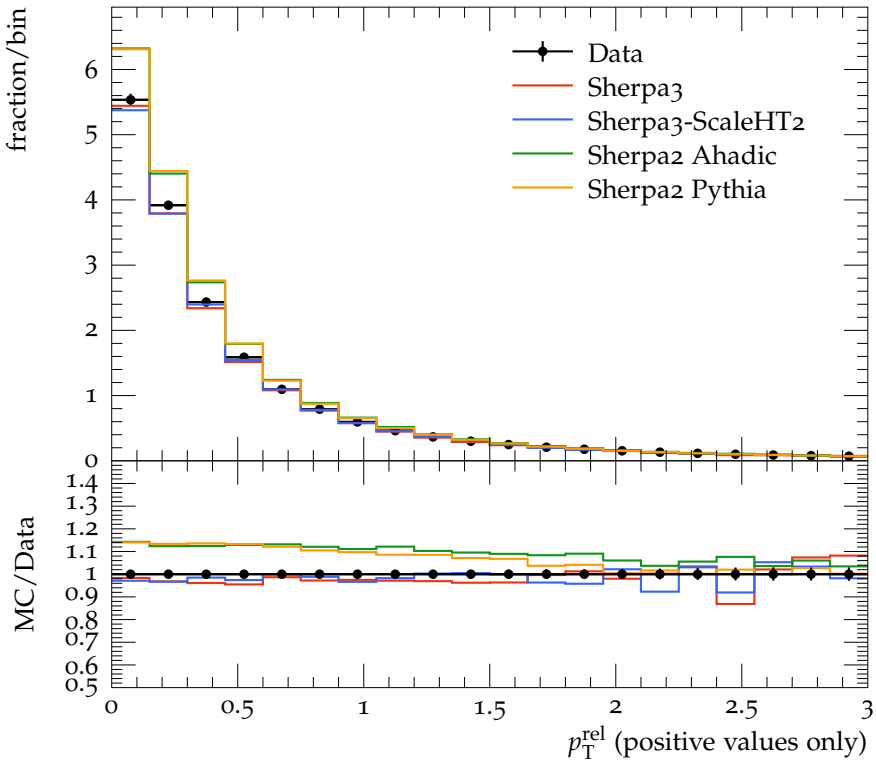 fraction/bin
6
5
4
3
2
1
0
Data
Sherpa3
Sherpa3-ScaleHT2
Sherpa2 Ahadic
Sherpa2 Pythia
MC/Data
1.4
1.3
1.2
1.1
1
0.9
0.8
0.7
0.6
0.5
0 0.5 1 1.5 2 2.5 3
p_T^rel (positive values only)